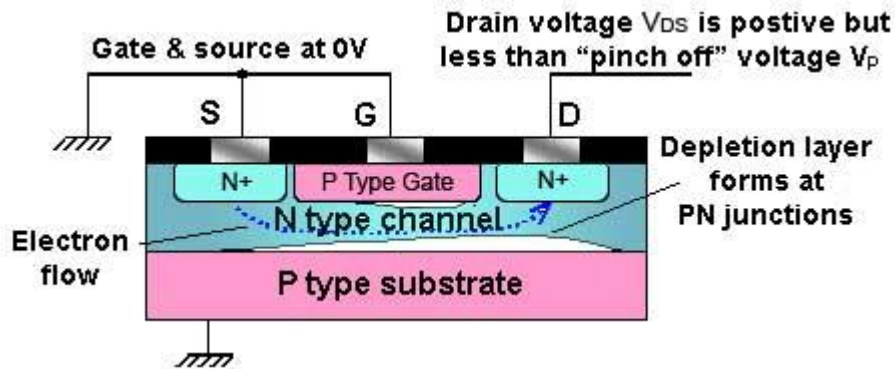 Drain voltage VDS is postive but
less than “pinch off” voltage VP
Gate & source at 0V
S
G
D
Depletion layer
forms at
PN junctions
N+
P Type Gate
N+
N type channel
Electron
flow
P type substrate